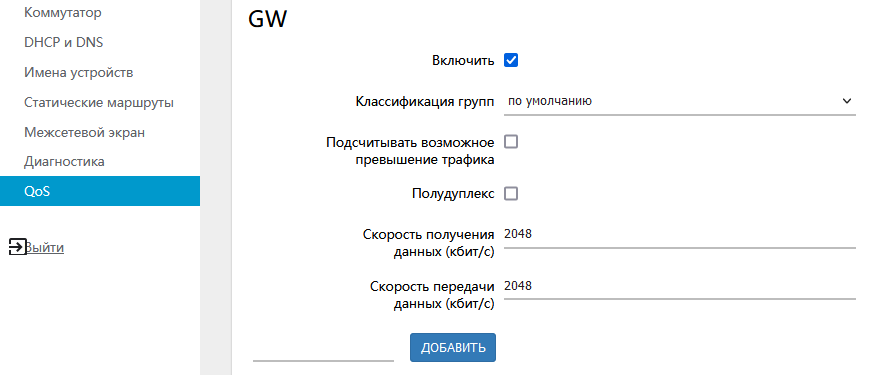 Коммутатор
DHCP и DNS
Имена устройств
Статические маршруты
Межсетевой экран
Диагностика
QoS
Выйти
GW
Включить
Классификация групп по умолчанию
Подсчитывать возможное
превышение трафика
Полудуплекс
Скорость получения
данных (кбит/с) 2048
Скорость передачи
данных (кбит/с) 2048
ДОБАВИТЬ